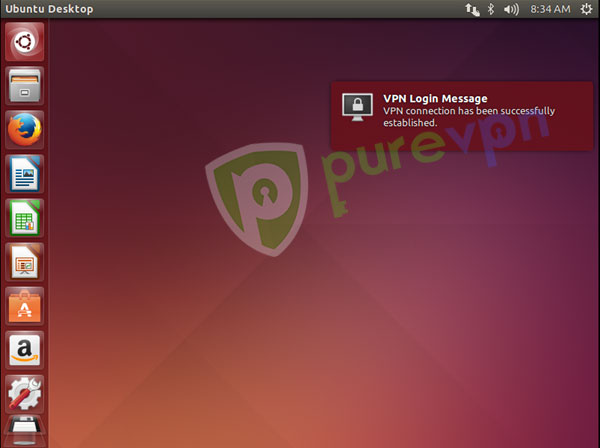 Ubuntu Desktop
8:34 AM
VPN Login Message
VPN connection has been successfully
established.
purevpn